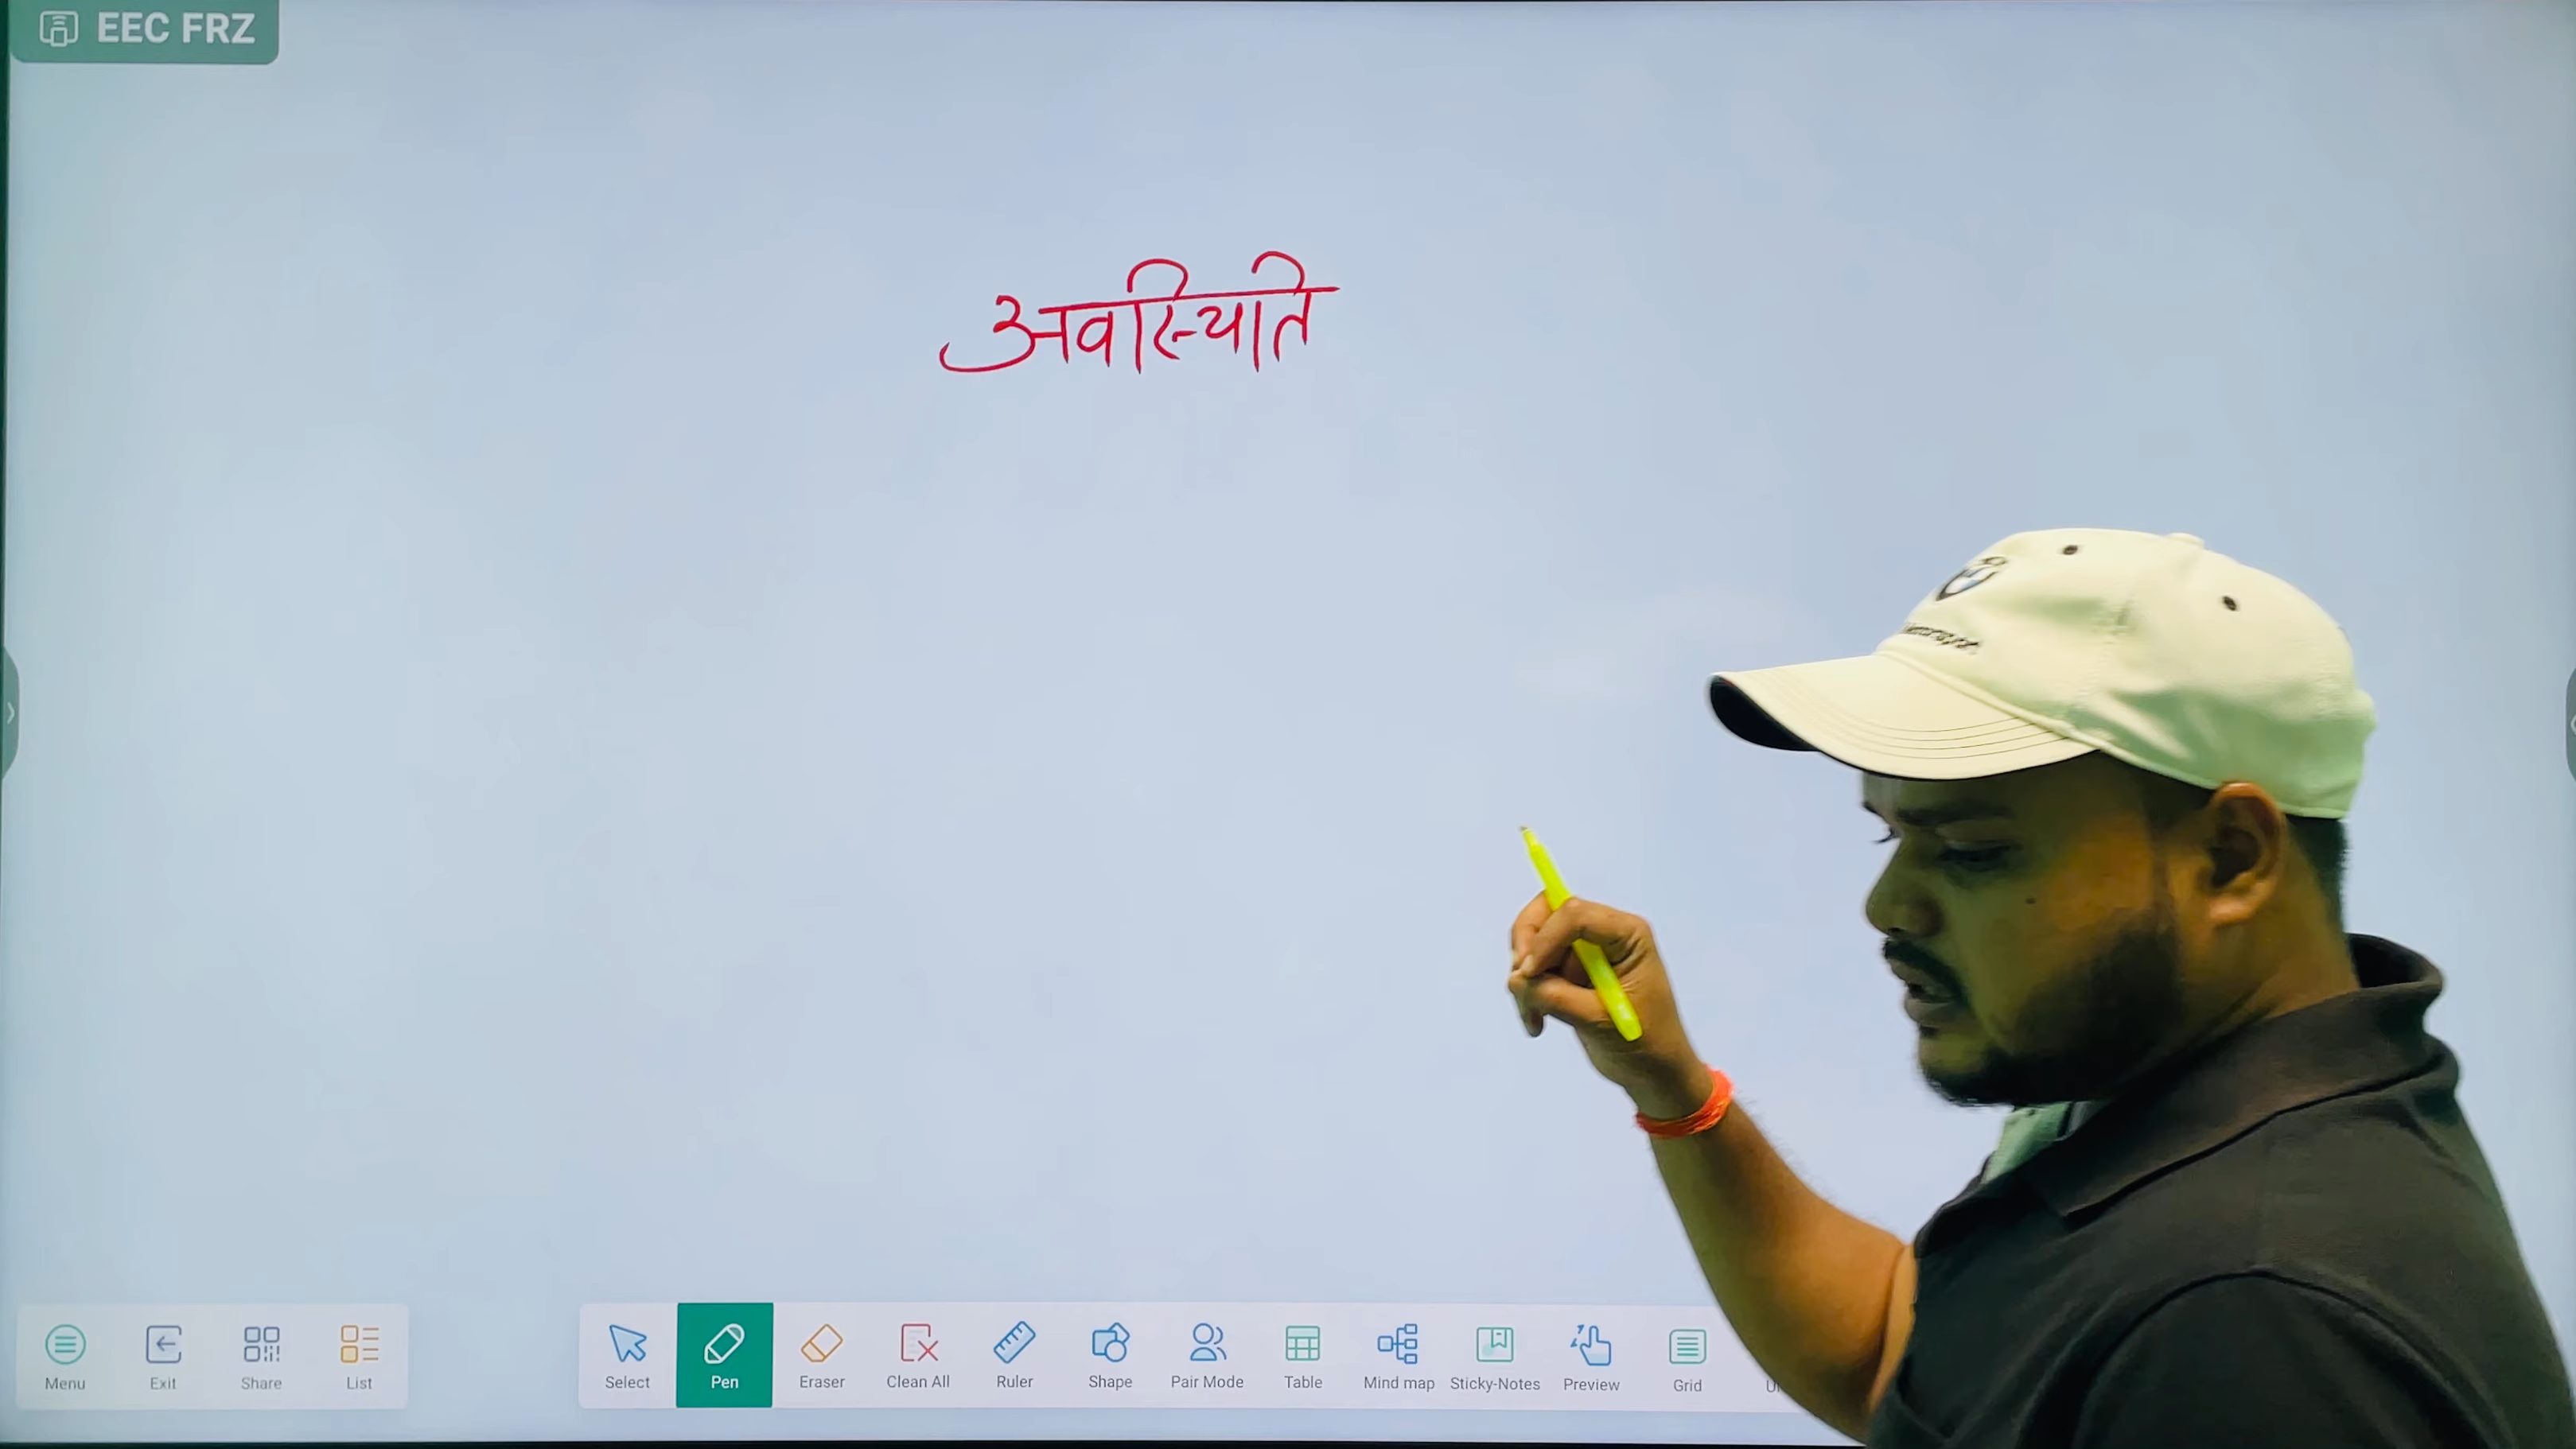 EEC FRZ
अवस्थिति
Menu Exit Share List Select Pen Eraser Clean All Ruler Shape Pair Mode Table Mind map Sticky-Notes Preview Grid